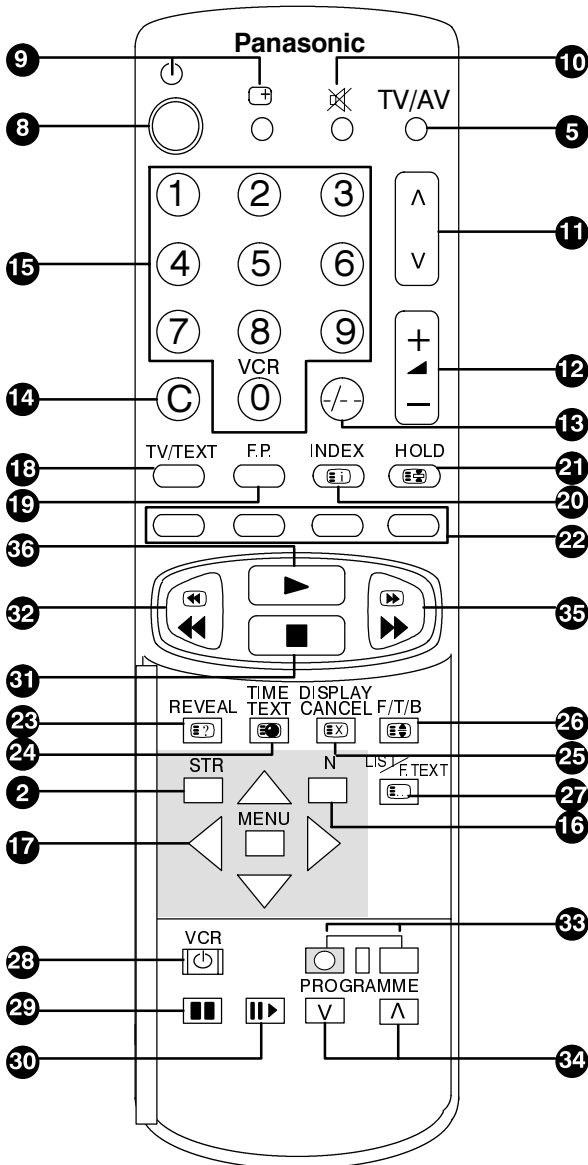 Panasonic
9
10
TV/AV
8
5
1 2 3
11
15
4 5 6
7 8 9
VCR
12
14
C 0 -/--
13
18
TV/TEXT F.P. INDEX HOLD
21
19
20
22
36
32
35
31
23
REVEAL TIME TEXT DISPLAY CANCEL F/T/B
26
24
25
STR N LIST/F.TEXT
2
27
16
MENU
17
33
VCR
28
PROGRAMME
29
30
34